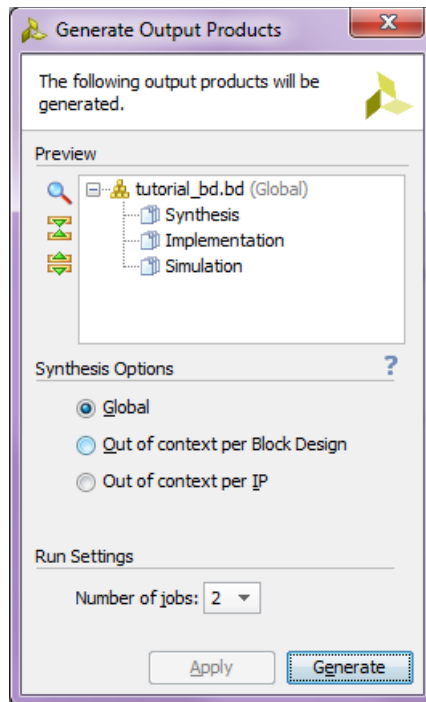 Generate Output Products
The following output products will be
generated.
Preview
tutorial_bd.bd (Global)
Synthesis
Implementation
Simulation
Synthesis Options
?
Global
Out of context per Block Design
Out of context per IP
Run Settings
Number of jobs: 2
Apply
Generate